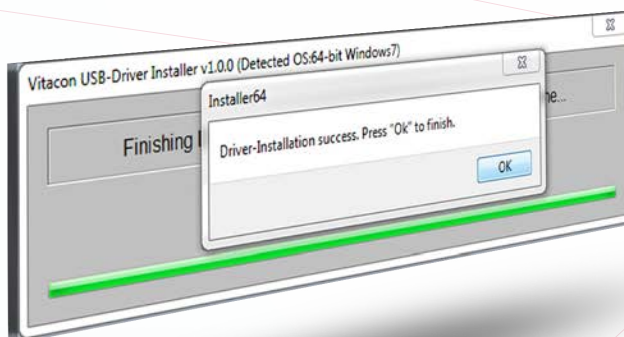 Vitacon USB-Driver Installer v1.0.0 (Detected OS:64-bit Windows7)
Installer64
Finishing
Driver-Installation success. Press "Ok" to finish.
OK